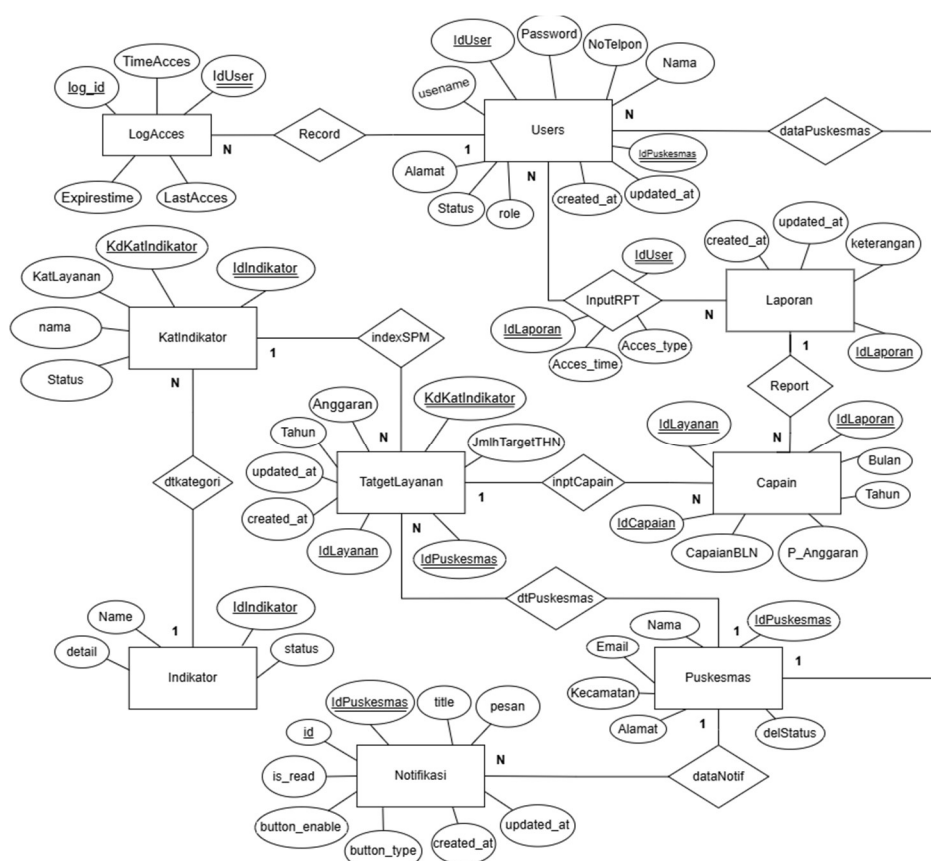 Password
IdUser
NoTelpon
TimeAcces
Nama
log_id
IdUser
usename
N
LogAcces
Record
Users
dataPuskesmas
N
1
IdPuskesmas
Alamat
N
Expirestime
LastAcces
Status
role
created_at
updated_at
updated_at
created_at
keterangan
KdKatIndikator
IdUser
KatLayanan
IdIndikator
InputRPT
Laporan
nama
KatIndikator
indexSPM
N
IdLaporan
Acces_type
1
Acces_time
1
IdLaporan
Status
N
Report
Anggaran
KdKatIndikator
IdLayanan
IdLaporan
Tahun
N
JmlhTargetTHN
N
Bulan
updated_at
dtkategori
TatgetLayanan
inptCapain
Capain
1
Tahun
N
created_at
N
IdCapaian
IdLayanan
IdPuskesmas
CapaianBLN
P_Anggaran
dtPuskesmas
IdIndikator
Name
Nama
IdPuskesmas
1
1
Email
detail
status
1
Indikator
Puskesmas
Kecamatan
IdPuskesmas
title
pesan
Alamat
1
delStatus
id
N
is_read
Notifikasi
dataNotif
button_enable
updated_at
button_type
created_at